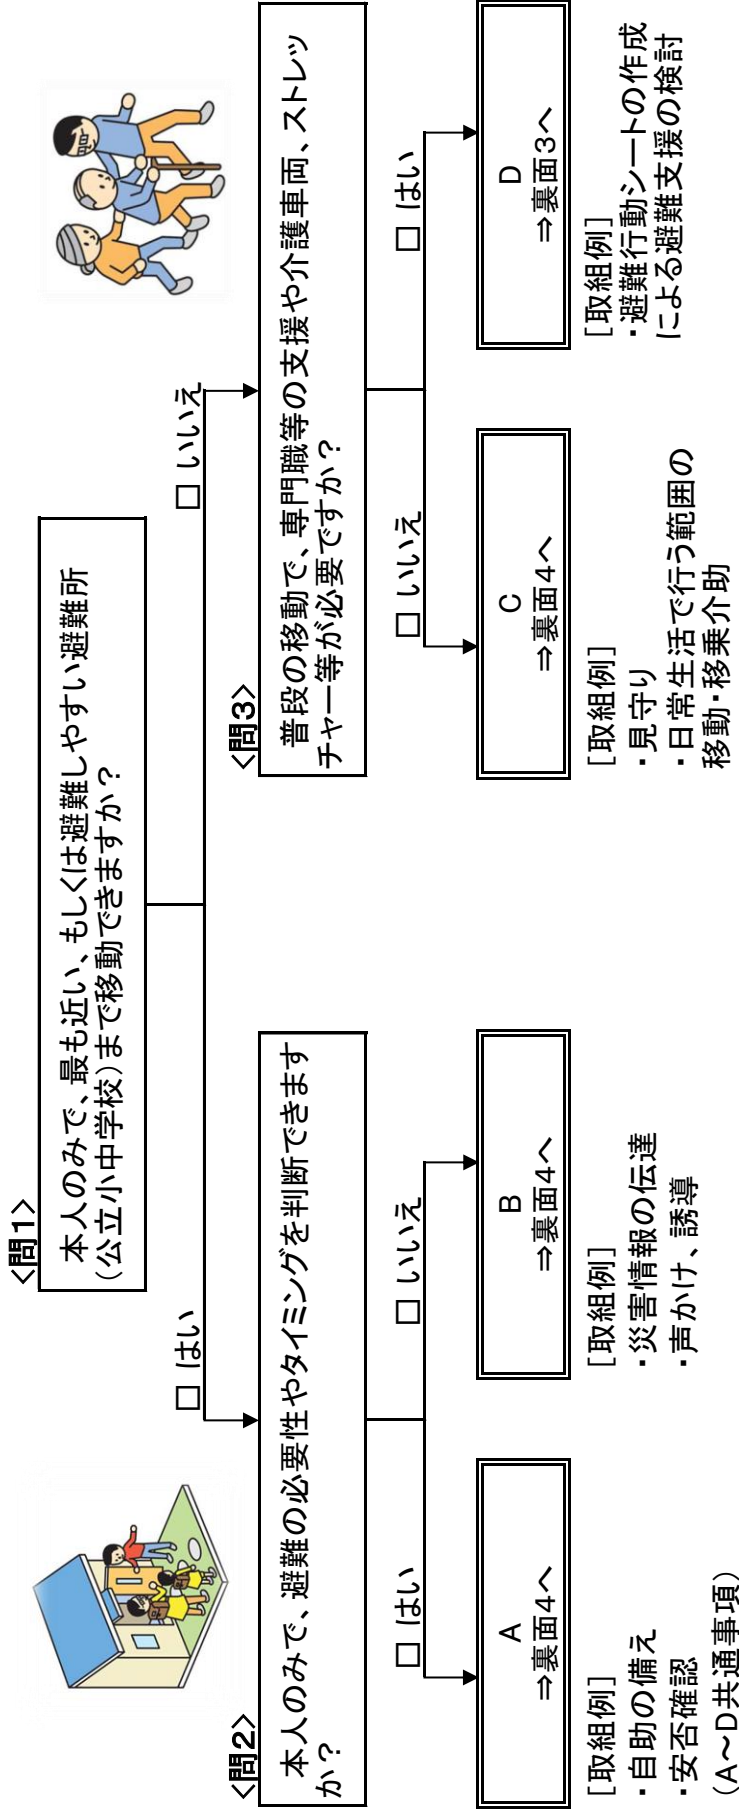 <問1>
本人のみで、最も近い、もしくは避難しやすい避難所
(公立小中学校)まで移動できますか?
□ はい
□ いいえ
<問2>
本人のみで、避難の必要性やタイミングを判断できます
か?
□ はい
□ いいえ
<問3>
普段の移動で、専門職等の支援や介護車両、ストレッ
チャー等が必要ですか?
□ いいえ
□ はい
A
⇒裏面4へ
[取組例]
・自助の備え
・安否確認
(A~D共通事項)
B
⇒裏面4へ
[取組例]
・災害情報の伝達
・声かけ、誘導
C
⇒裏面4へ
[取組例]
・見守り
・日常生活で行う範囲の
移動・移乗介助
D
⇒裏面3へ
[取組例]
・避難行動シートの作成
による避難支援の検討